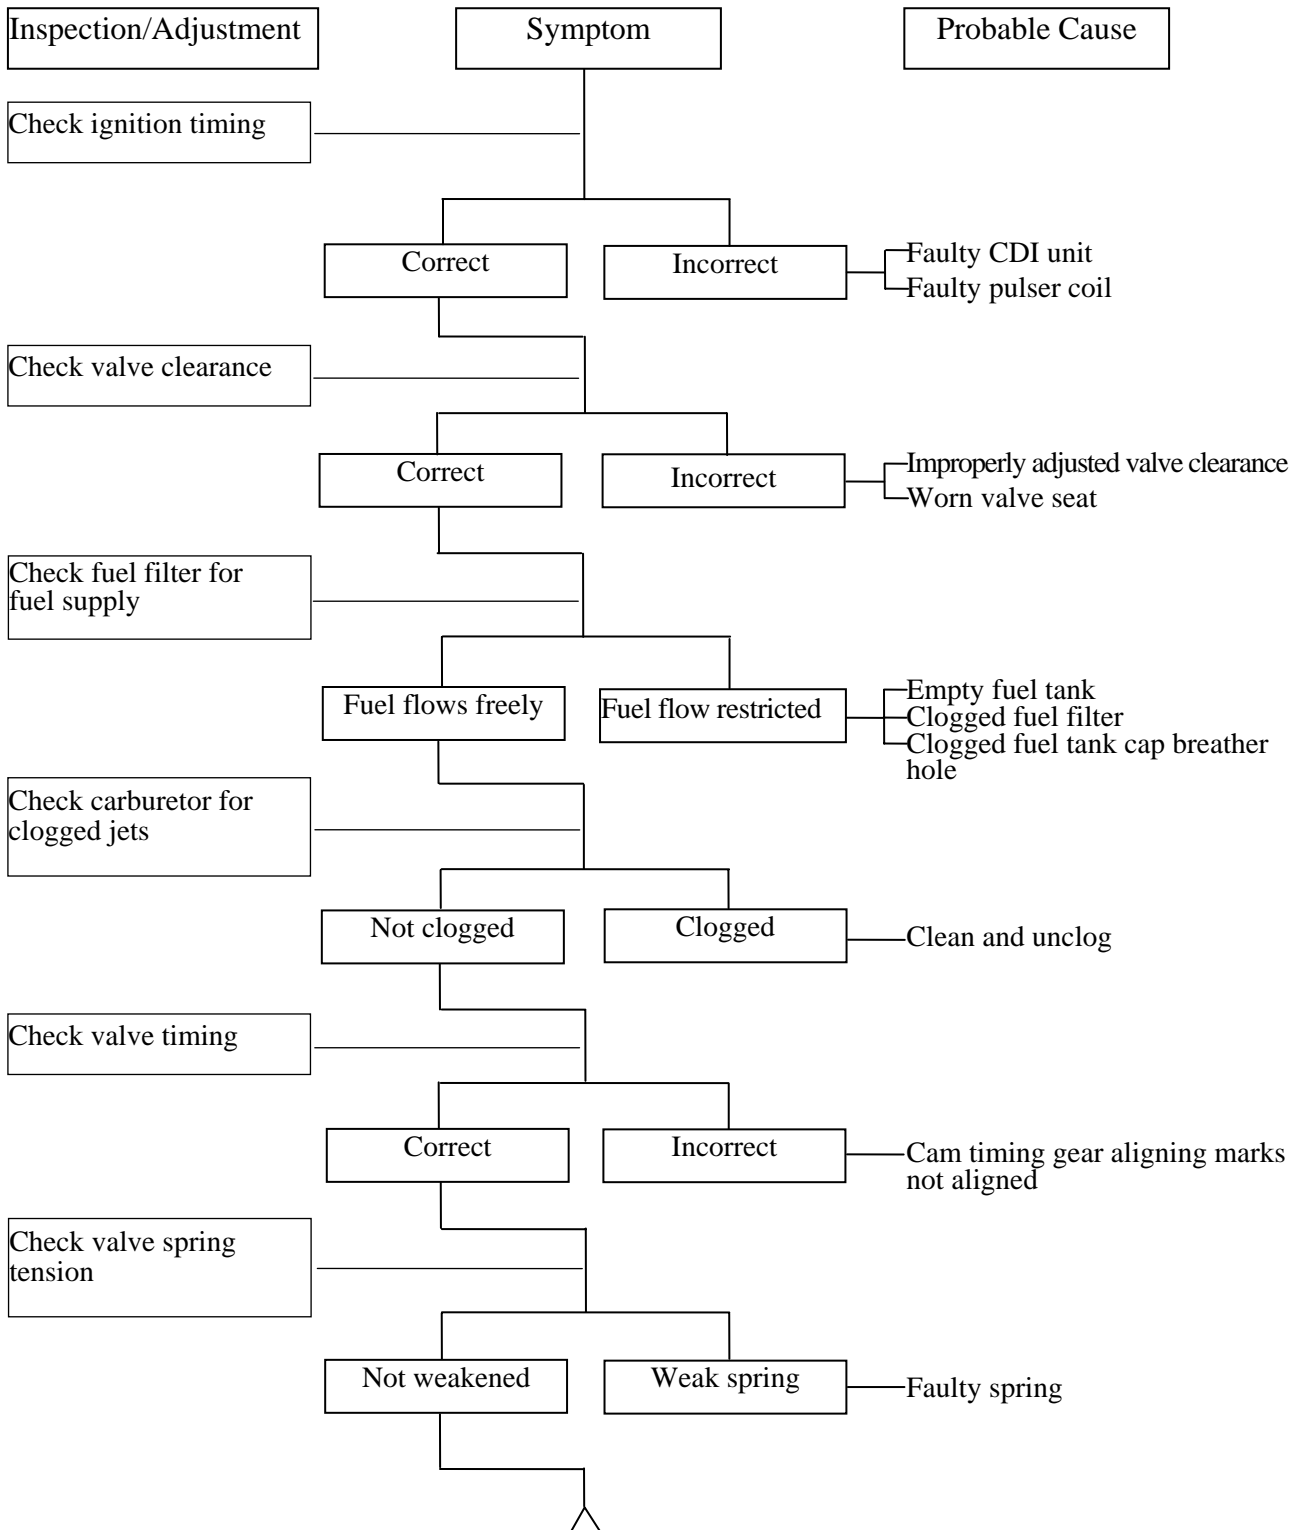 Inspection/Adjustment
Symptom
Probable Cause
Check ignition timing
Correct
Incorrect
Faulty CDI unit
Faulty pulser coil
Check valve clearance
Correct
Incorrect
Improperly adjusted valve clearance
Worn valve seat
Check fuel filter for
fuel supply
Fuel flows freely
Fuel flow restricted
Empty fuel tank
Clogged fuel filter
Clogged fuel tank cap breather
hole
Check carburetor for
clogged jets
Not clogged
Clogged
Clean and unclog
Check valve timing
Correct
Incorrect
Cam timing gear aligning marks
not aligned
Check valve spring
tension
Not weakened
Weak spring
Faulty spring